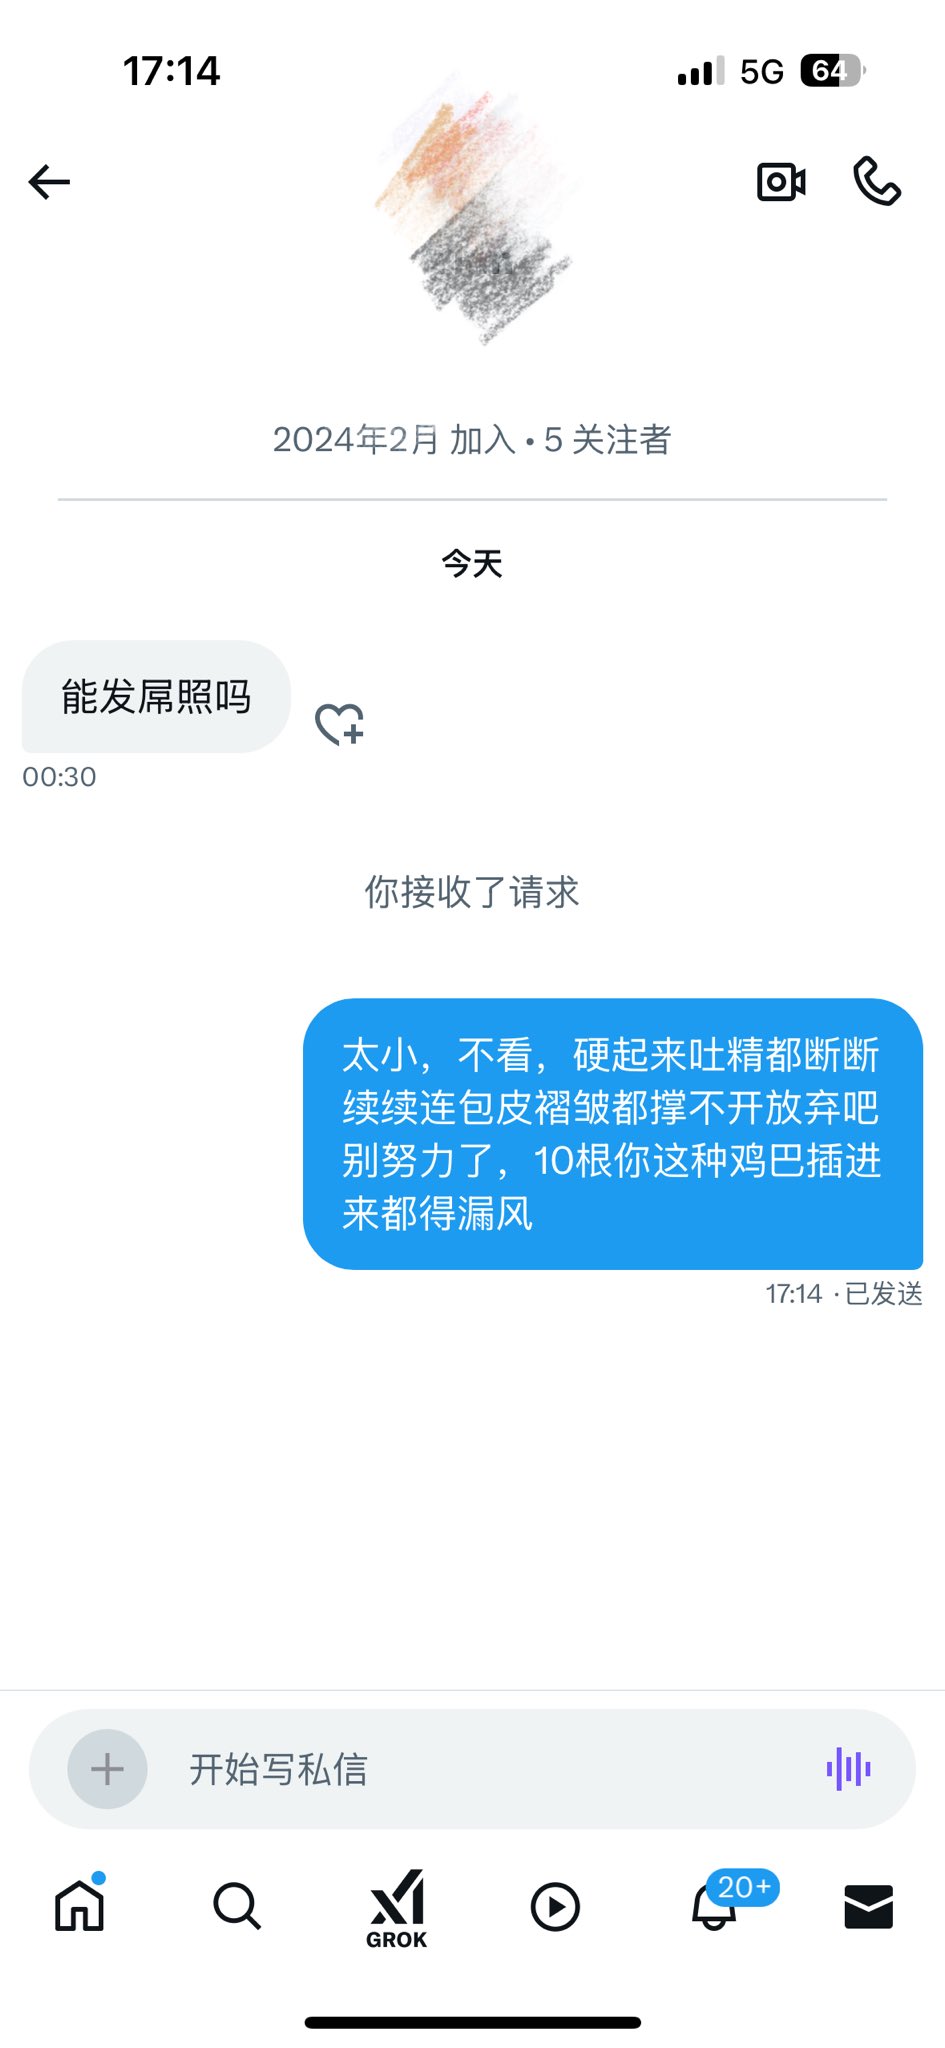 17:14
5G
64
2024年2月 加入 · 5 关注者
今天
能发屌照吗
00:30
你接收了请求
太小，不看，硬起来吐精都断断
续续连包皮褶皱都撑不开放弃吧
别努力了，10根你这种鸡巴插进
来都得漏风
17:14 · 已发送
开始写私信
20+
GROK